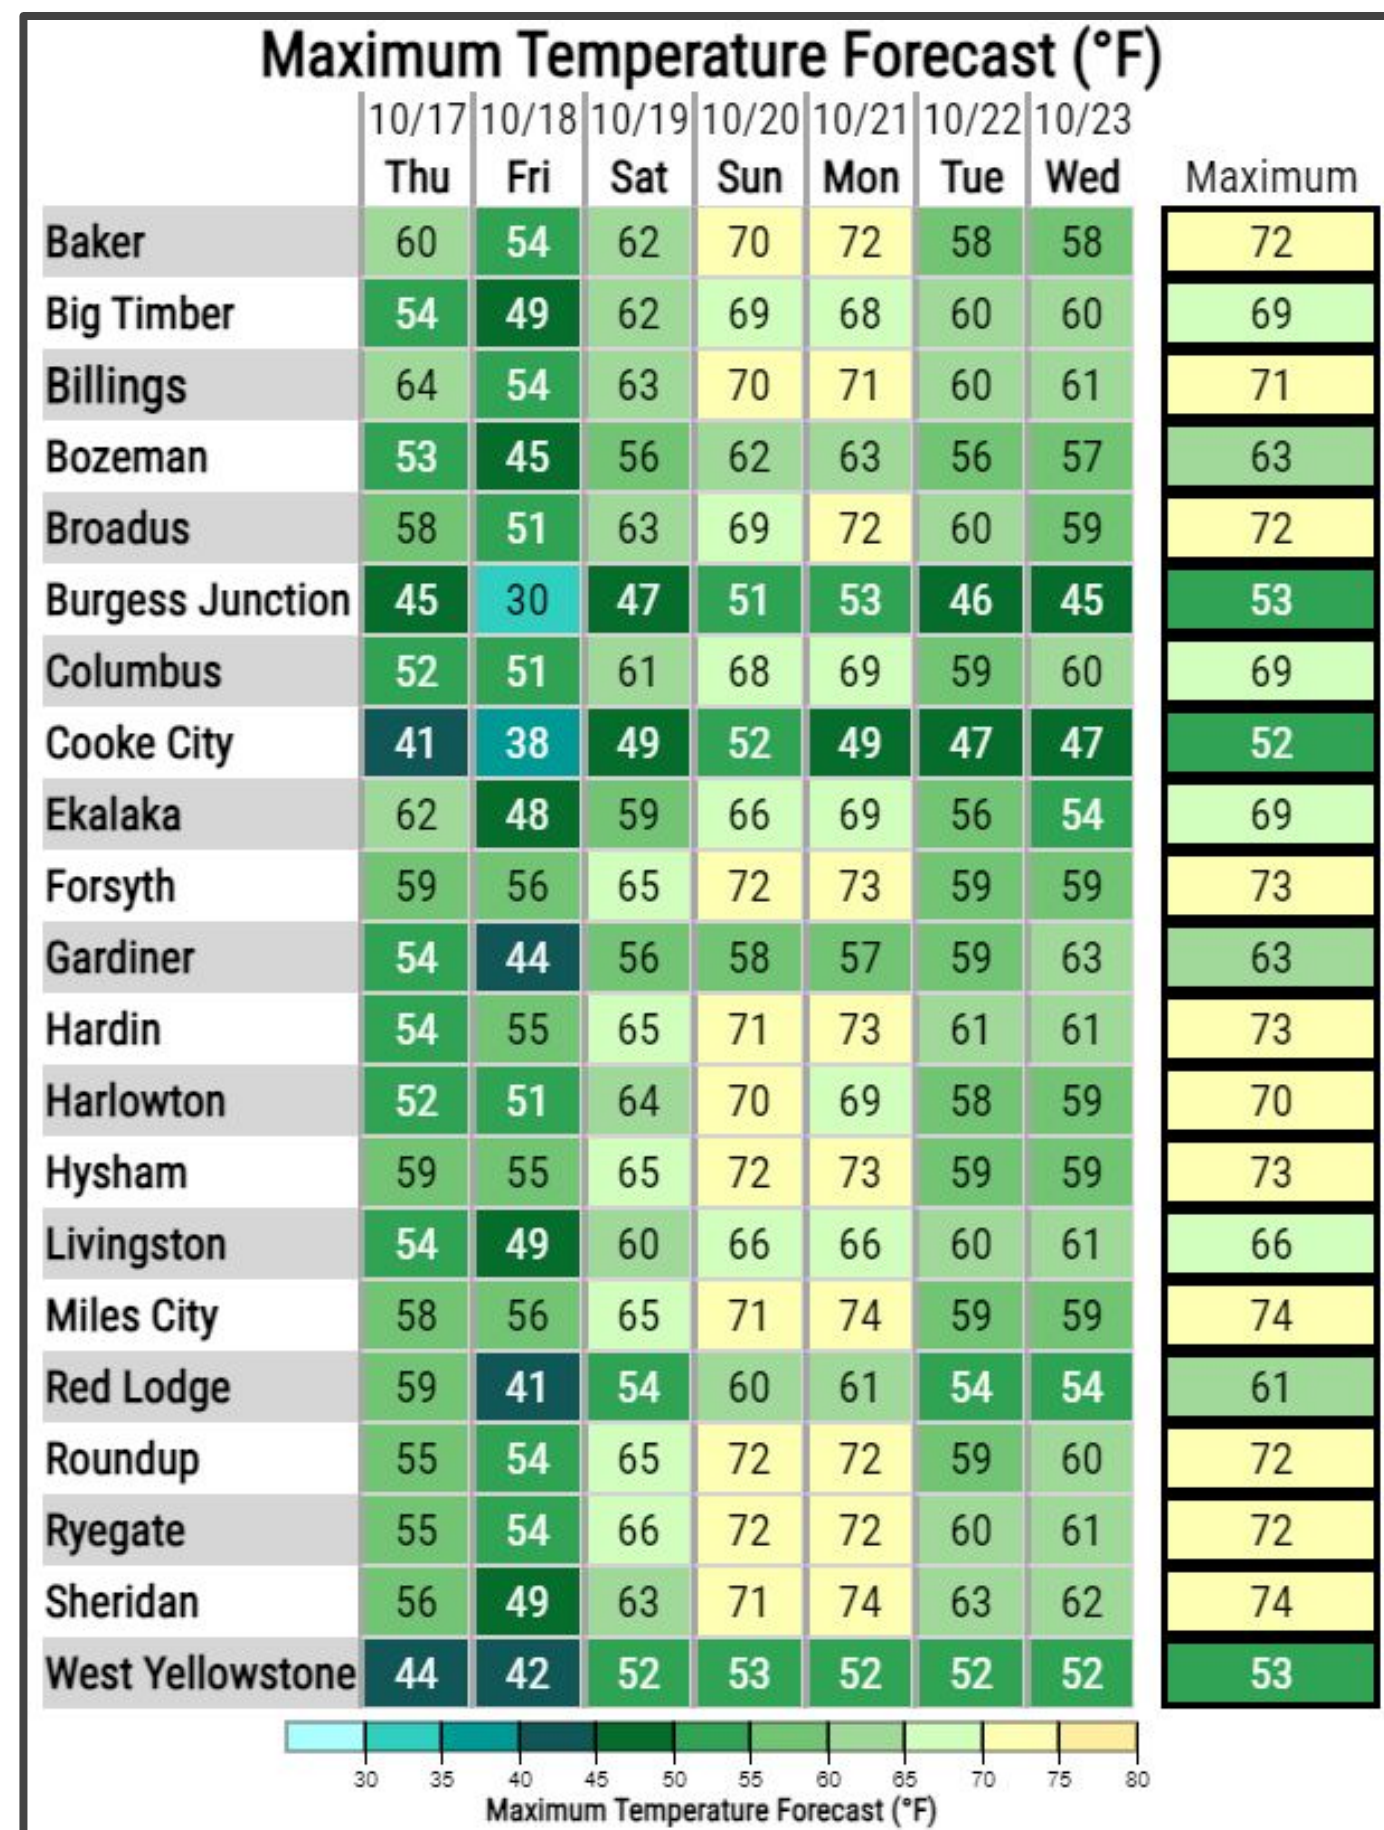 Maximum Temperature Forecast (°F)
10/17 10/18 10/19 10/20 10/21 10/22 10/23
Thu Fri Sat Sun Mon Tue Wed Maximum
Baker 60 54 62 70 72 58 58 72
Big Timber 54 49 62 69 68 60 60 69
Billings 64 54 63 70 71 60 61 71
Bozeman 53 45 56 62 63 56 57 63
Broadus 58 51 63 69 72 60 59 72
Burgess Junction 45 30 47 51 53 46 45 53
Columbus 52 51 61 68 69 59 60 69
Cooke City 41 38 49 52 49 47 47 52
Ekalaka 62 48 59 66 69 56 54 69
Forsyth 59 56 65 72 73 59 59 73
Gardiner 54 44 56 58 57 59 63 63
Hardin 54 55 65 71 73 61 61 73
Harlowton 52 51 64 70 69 58 59 70
Hysham 59 55 65 72 73 59 59 73
Livingston 54 49 60 66 66 60 61 66
Miles City 58 56 65 71 74 59 59 74
Red Lodge 59 41 54 60 61 54 54 61
Roundup 55 54 65 72 72 59 60 72
Ryegate 55 54 66 72 72 60 61 72
Sheridan 56 49 63 71 74 63 62 74
West Yellowstone 44 42 52 53 52 52 52 53
30 35 40 45 50 55 60 65 70 75 80
Maximum Temperature Forecast (°F)